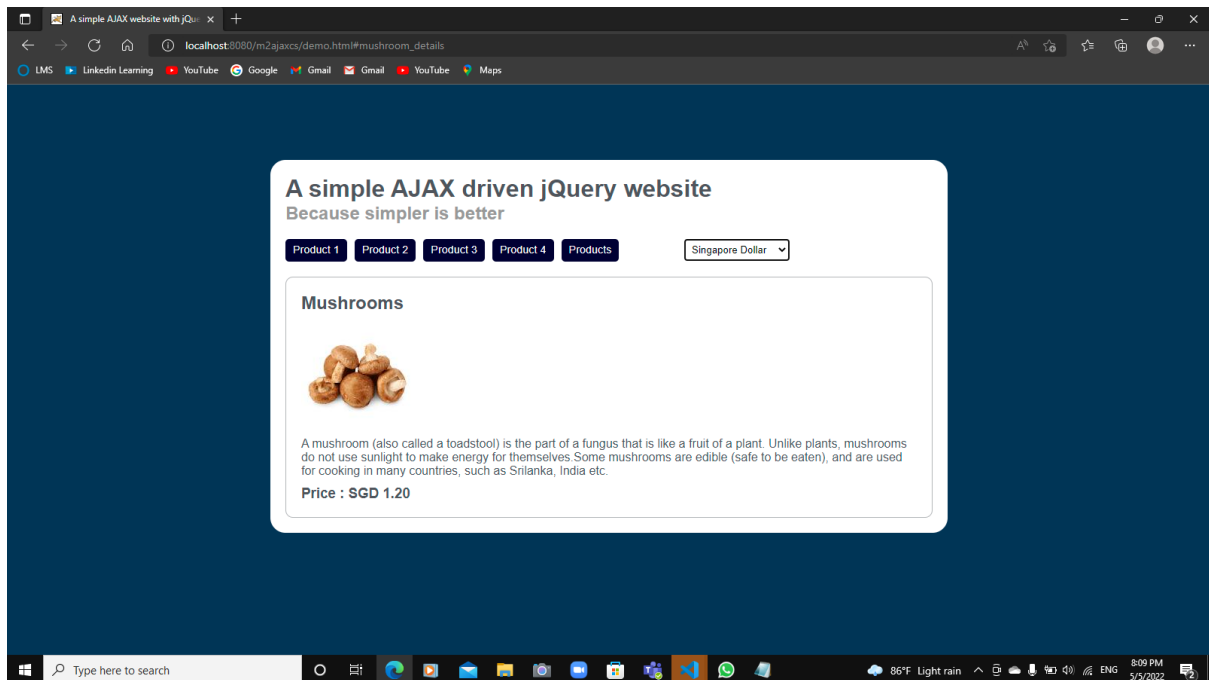 A simple AJAX website with jQue
localhost:8080/m2ajaxcs/demo.html#mushroom_details
LMS Linkedin Learning YouTube Google Gmail Gmail YouTube Maps
A simple AJAX driven jQuery website
Because simpler is better
Product 1 Product 2 Product 3 Product 4 Products Singapore Dollar
Mushrooms
A mushroom (also called a toadstool) is the part of a fungus that is like a fruit of a plant. Unlike plants, mushrooms
do not use sunlight to make energy for themselves.Some mushrooms are edible (safe to be eaten), and are used
for cooking in many countries, such as Srilanka, India etc.
Price : SGD 1.20
Type here to search
86°F Light rain ENG
8:09 PM
5/5/2022
2